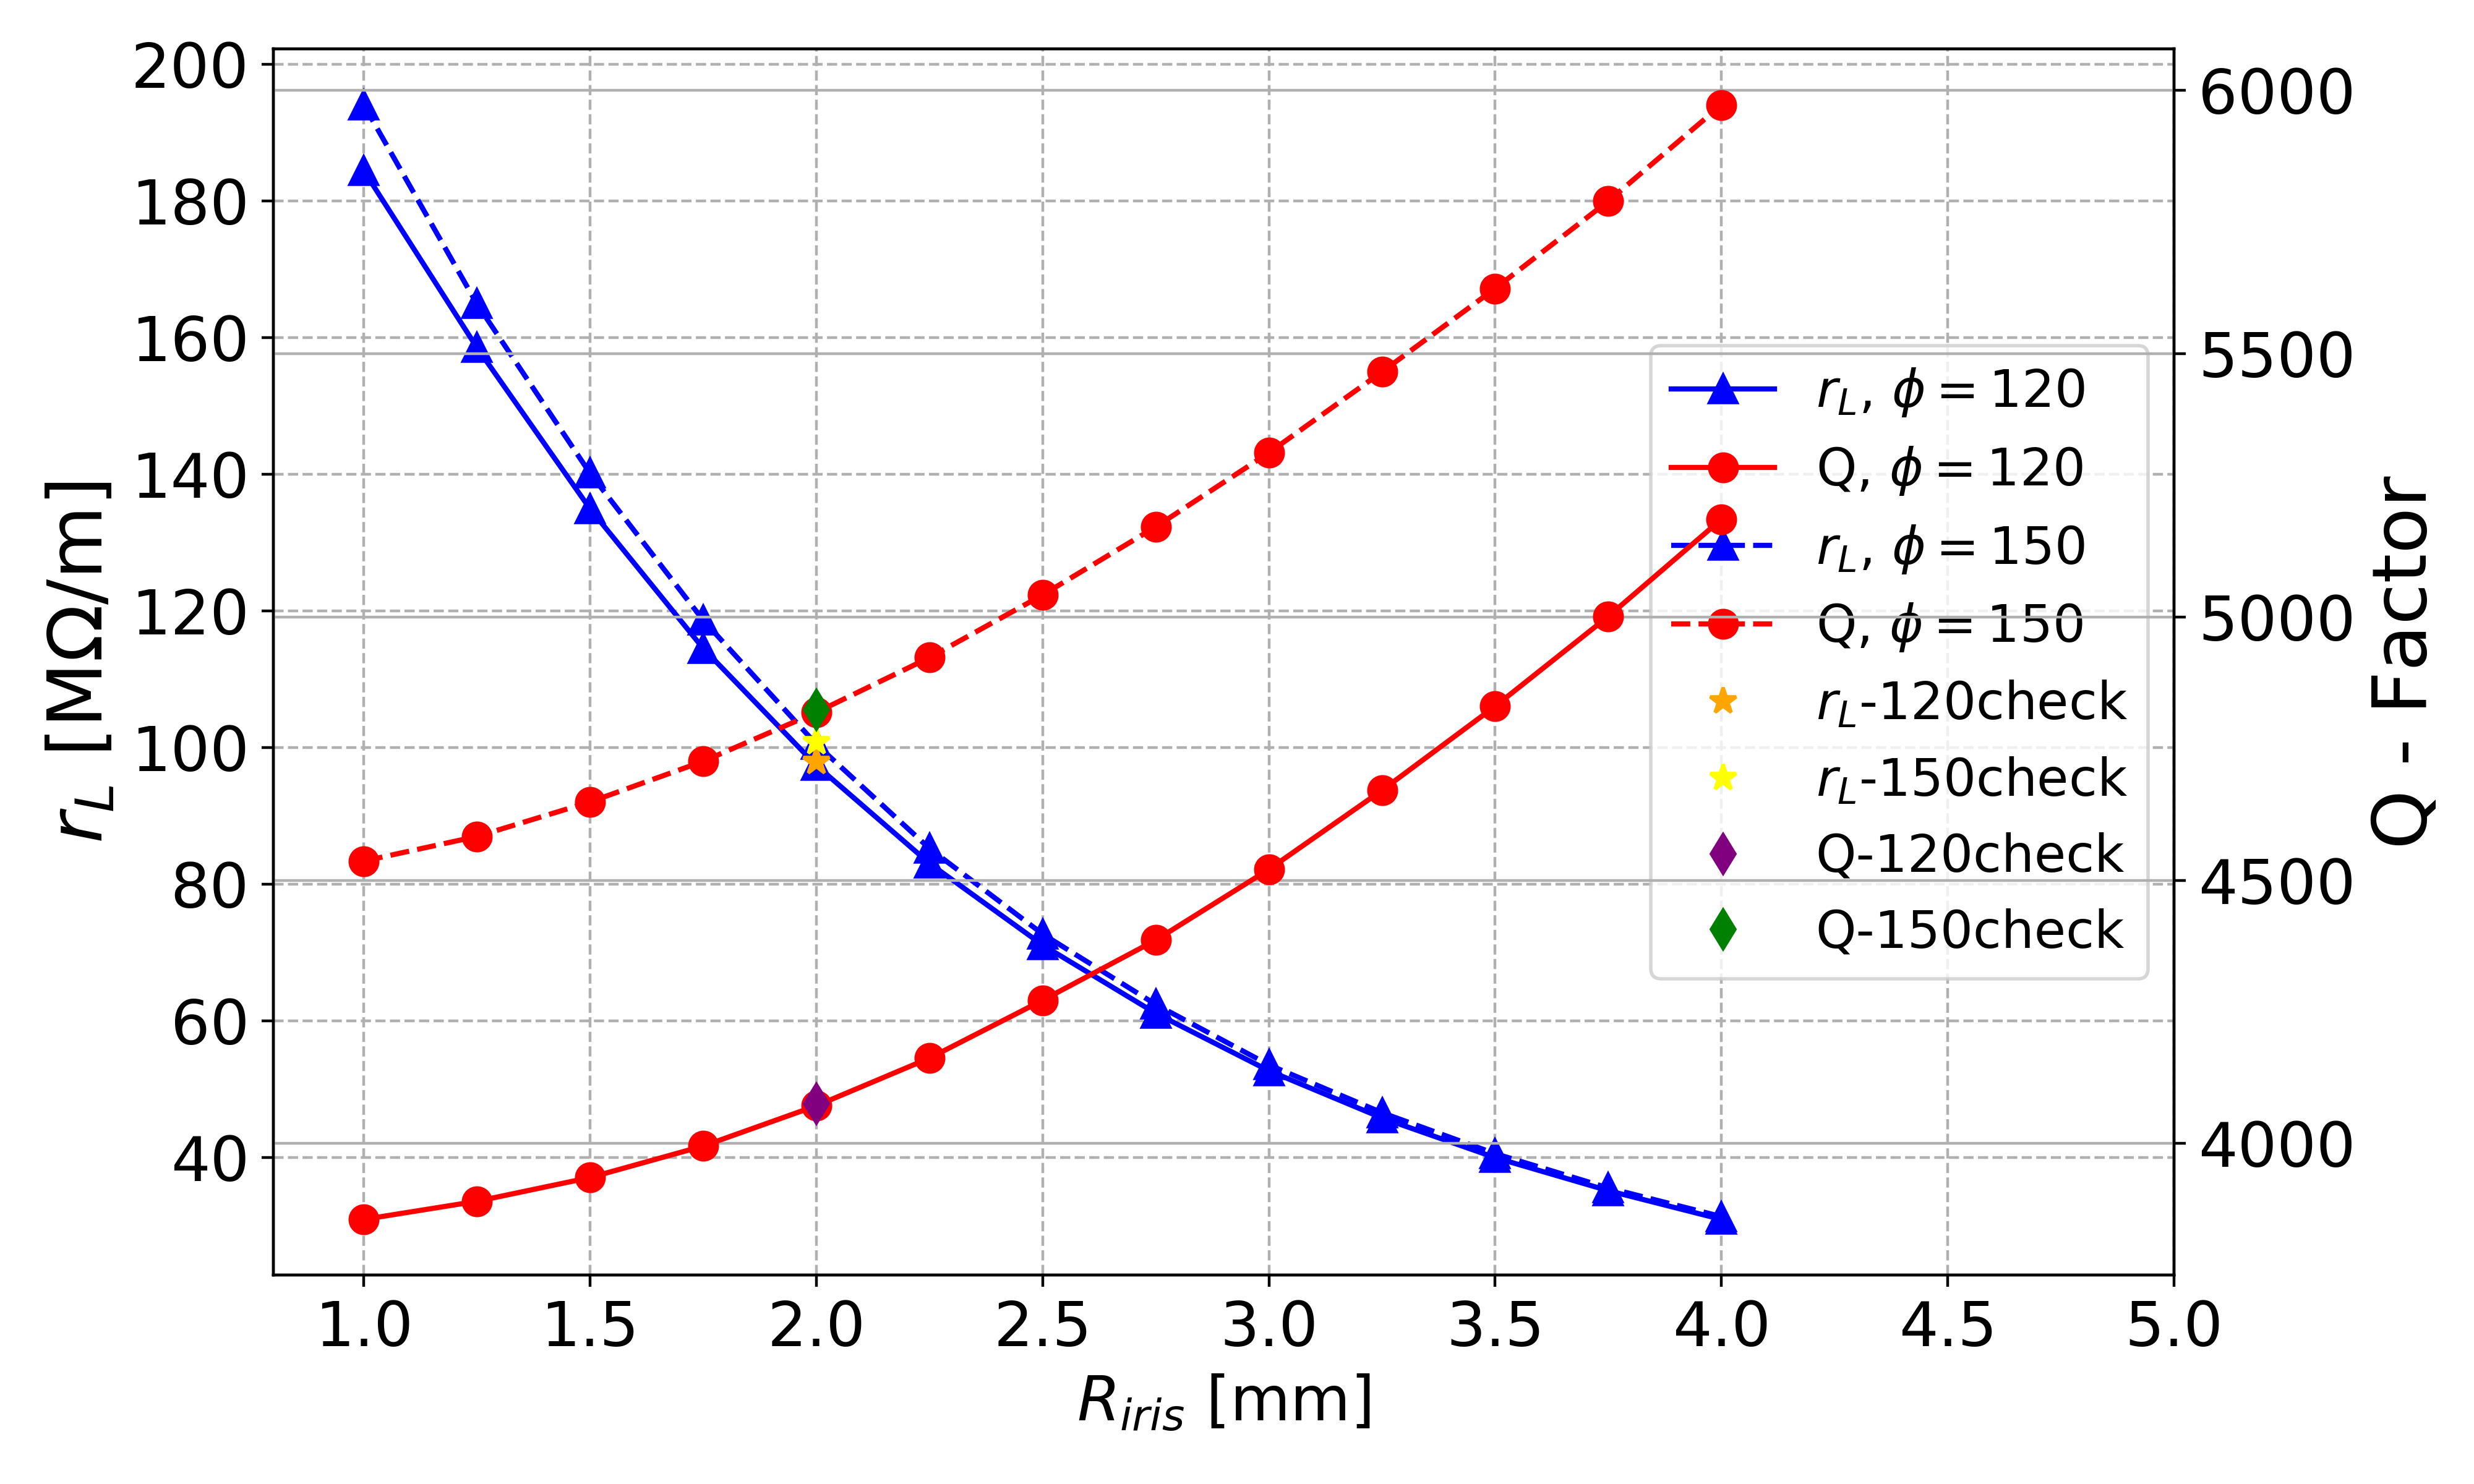 200
180
160
140
120
100
80
60
40
r_L [MΩ/m]
1.0 1.5 2.0 2.5 3.0 3.5 4.0 4.5 5.0
R_iris [mm]
6000
5500
5000
4500
4000
Q - Factor
r_L, ϕ = 120
Q, ϕ = 120
r_L, ϕ = 150
Q, ϕ = 150
r_L-120check
r_L-150check
Q-120check
Q-150check